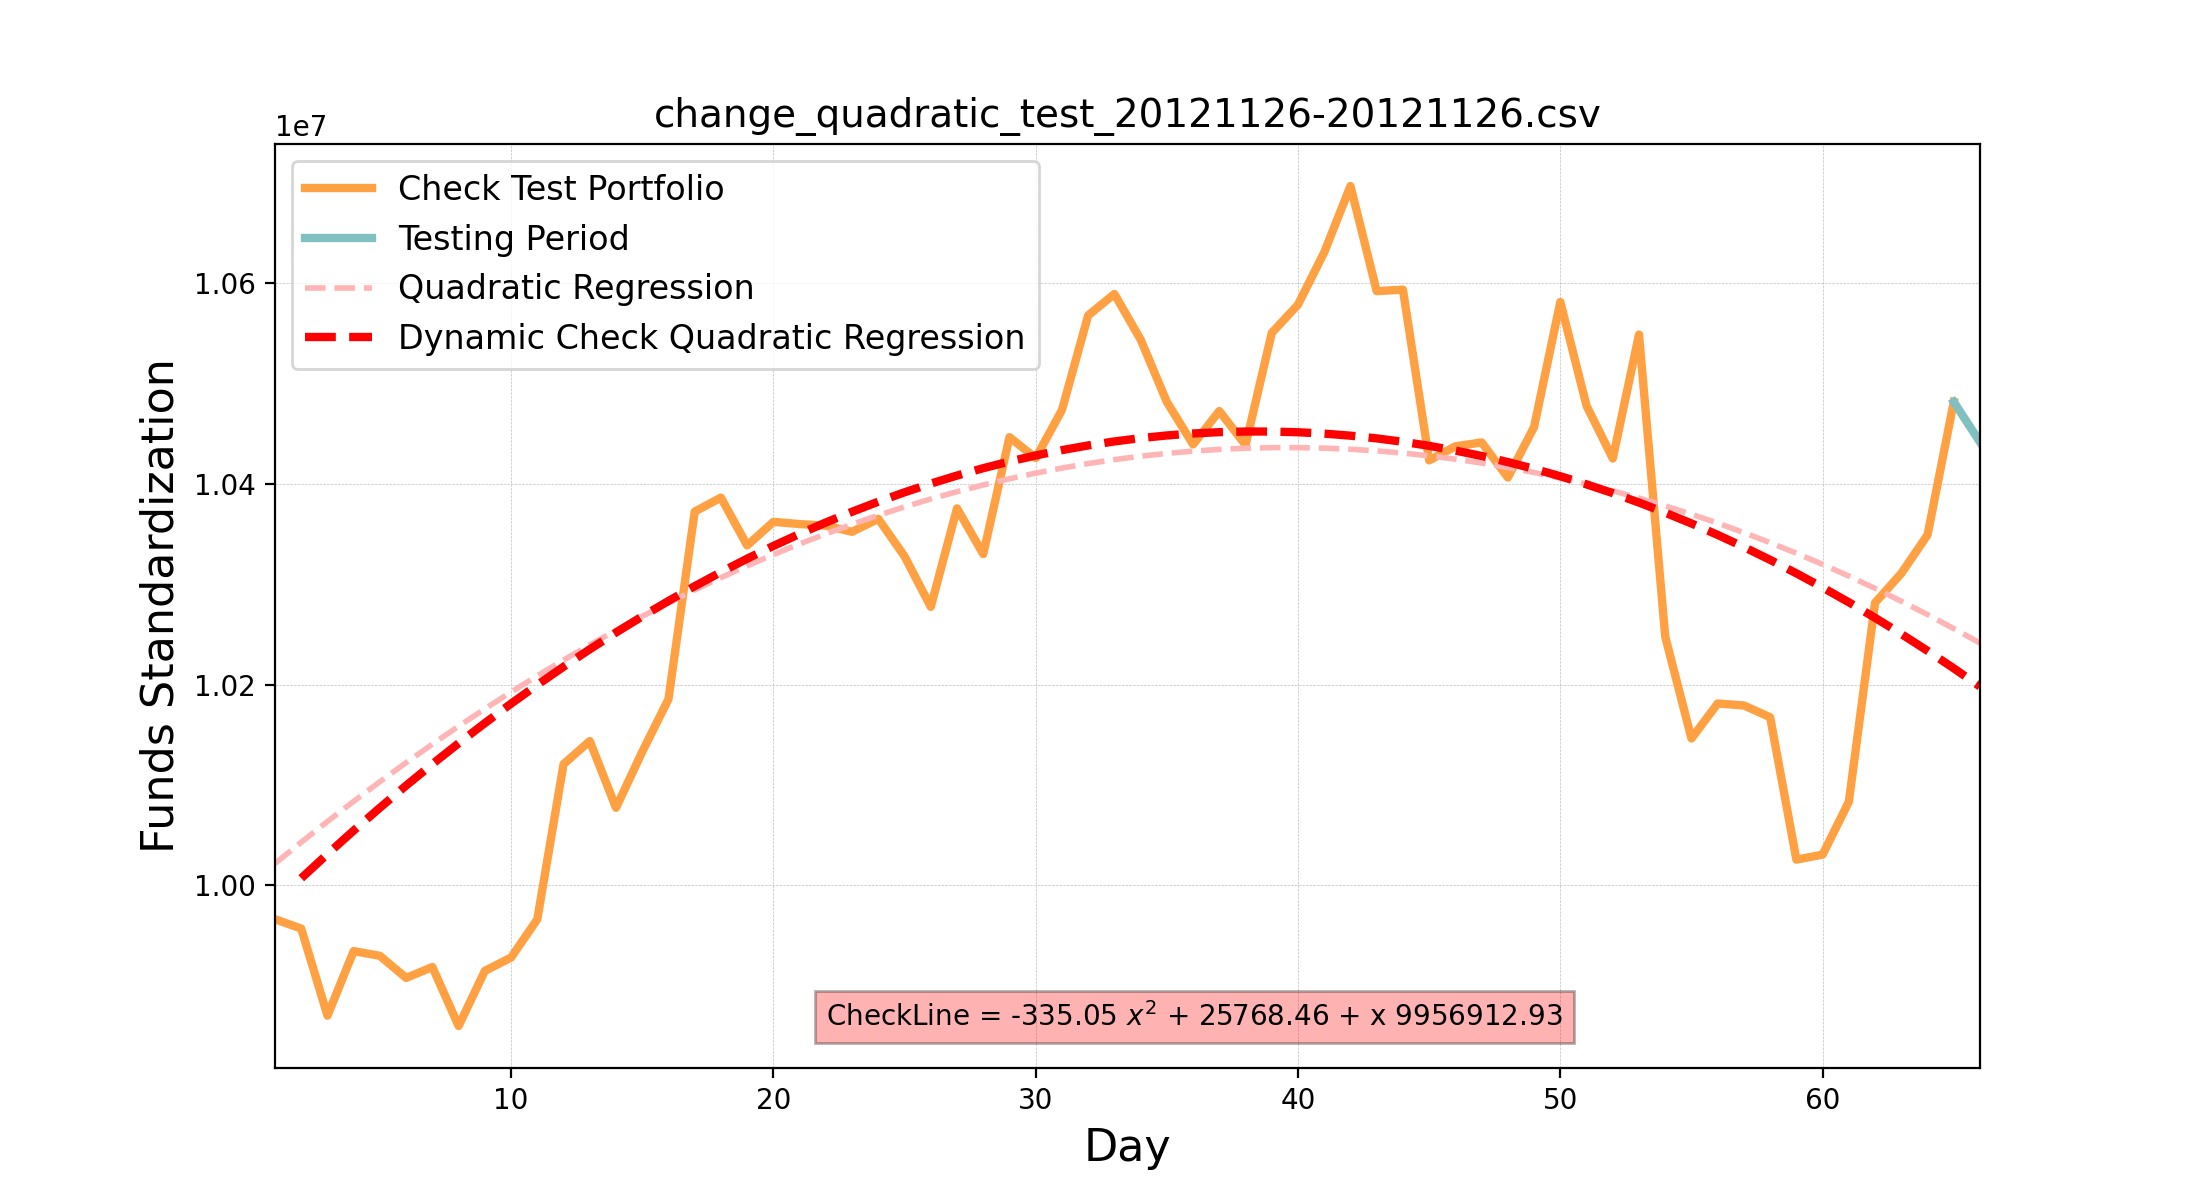 change_quadratic_test_20121126-20121126.csv
1e7
Check Test Portfolio
Testing Period
Quadratic Regression
Dynamic Check Quadratic Regression
1.06
1.04
1.02
1.00
Funds Standardization
CheckLine = -335.05 x² + 25768.46 + x 9956912.93
10 20 30 40 50 60
Day